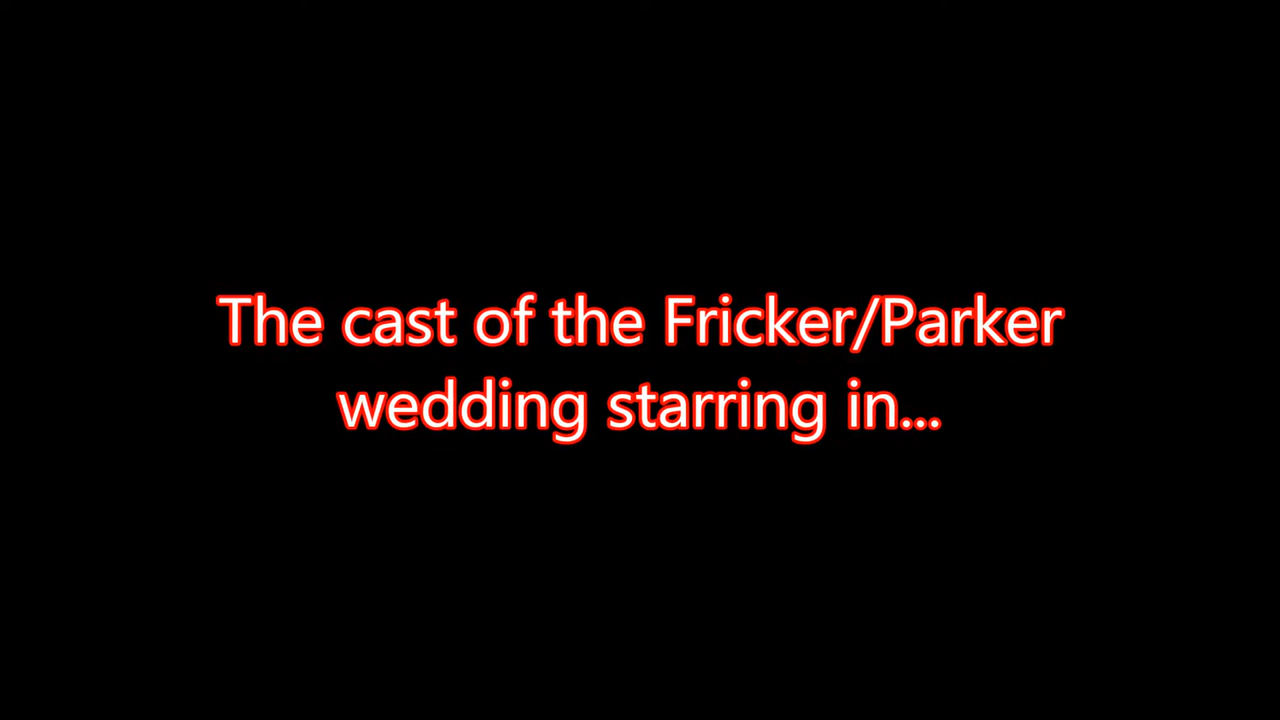 The cast of the Fricker/Parker
wedding starring in...